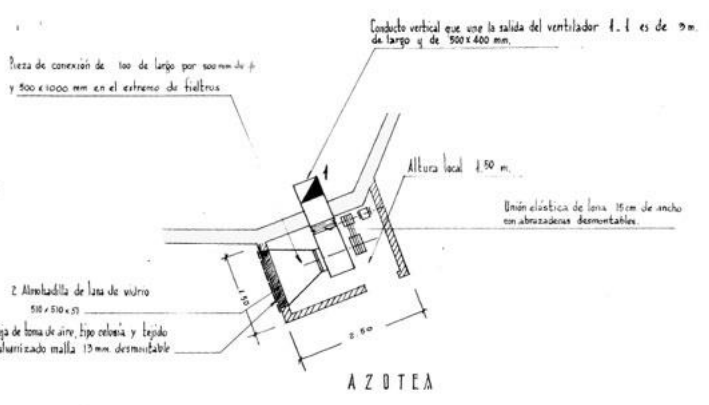 Conducto vertical que une la salida del ventilador 1-1 es de 3 m.
de largo y de 500 x 400 mm.
Pieza de conexión de 100 de largo por 500 mm de ϕ
y 500 x 1000 mm en el extremo de fieltros
1
Altura local 1.50 m.
Unión elástica de lona 15 cm de ancho
con abrazaderas desmontables.
2 Almohadilla de lana de vidrio
510 x 510 x 51
ja de toma de aire, tipo celosía y tejido
malla 13 mm. desmontable
1.50
2.50
AZOTEA